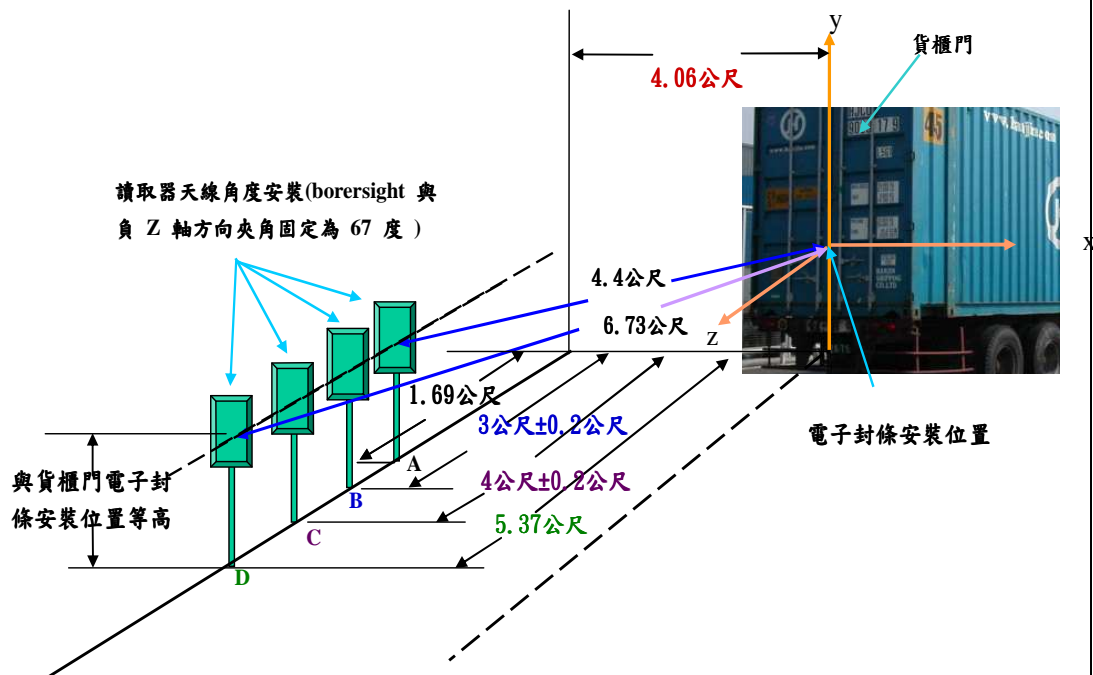 y
貨櫃門
4.06公尺
45
www.hanjin.com
讀取器天線角度安裝(borersight 與
負 Z 軸方向夾角固定為 67 度 )
x
4.4公尺
6.73公尺
z
1.69公尺
3公尺±0.2公尺
電子封條安裝位置
A
與貨櫃門電子封
條安裝位置等高
4公尺±0.2公尺
B
5.37公尺
C
D